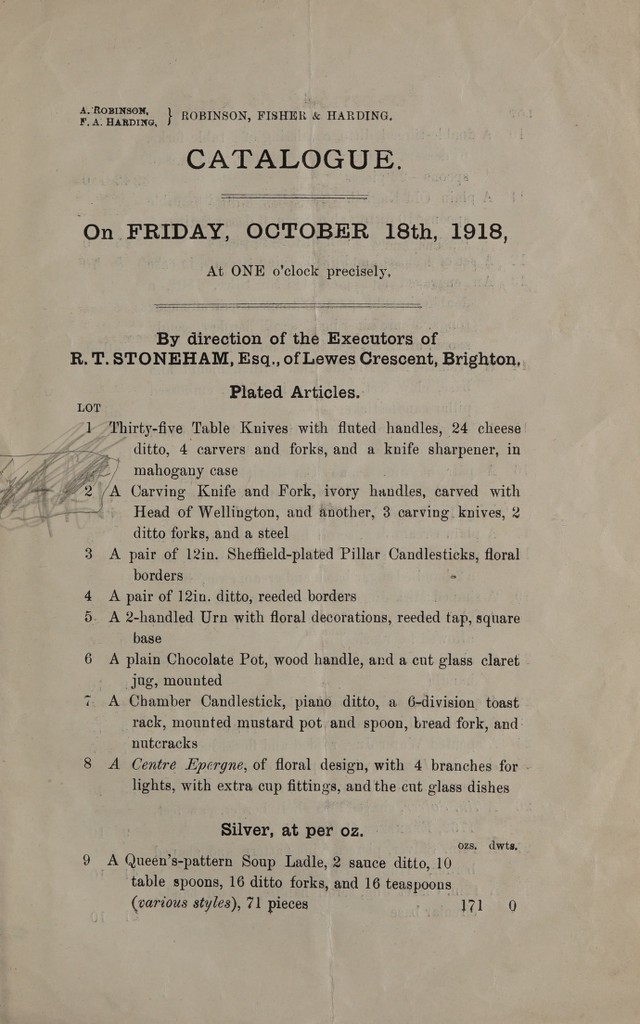 A. ROBINSON,
F. A. HARDING, } ROBINSON, FISHER & HARDING.
CATALOGUE.
On FRIDAY, OCTOBER 18th, 1918,
At ONE o'clock precisely,
By direction of the Executors of
R. T. STONEHAM, Esq., of Lewes Crescent, Brighton,
Plated Articles.
LOT
1 Thirty-five Table Knives with fluted handles, 24 cheese
ditto, 4 carvers and forks, and a knife sharpener, in
mahogany case
2 A Carving Knife and Fork, ivory handles, carved with
Head of Wellington, and another, 3 carving knives, 2
ditto forks, and a steel
3 A pair of 12in. Sheffield-plated Pillar Candlesticks, floral
borders
4 A pair of 12in. ditto, reeded borders
5 A 2-handled Urn with floral decorations, reeded tap, square
base
6 A plain Chocolate Pot, wood handle, and a cut glass claret
jug, mounted
7 A Chamber Candlestick, piano ditto, a 6-division toast
rack, mounted mustard pot and spoon, bread fork, and
nutcracks
8 A Centre Epergne, of floral design, with 4 branches for
lights, with extra cup fittings, and the cut glass dishes
Silver, at per oz.
ozs. dwts.
9 A Queen's-pattern Soup Ladle, 2 sauce ditto, 10
table spoons, 16 ditto forks, and 16 teaspoons
(various styles), 71 pieces 171 0